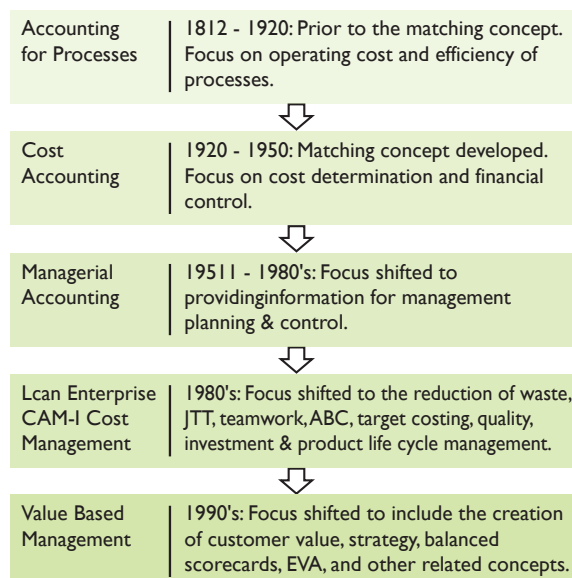 Accounting
for Processes
1812 - 1920: Prior to the matching concept.
Focus on operating cost and efficiency of
processes.
Cost
Accounting
1920 - 1950: Matching concept developed.
Focus on cost determination and financial
control.
Managerial
Accounting
19511 - 1980's: Focus shifted to
providinginformation for management
planning & control.
Lcan Enterprise
CAM-I Cost
Management
1980's: Focus shifted to the reduction of waste,
JTT, teamwork, ABC, target costing, quality,
investment & product life cycle management.
Value Based
Management
1990's: Focus shifted to include the creation
of customer value, strategy, balanced
scorecards, EVA, and other related concepts.